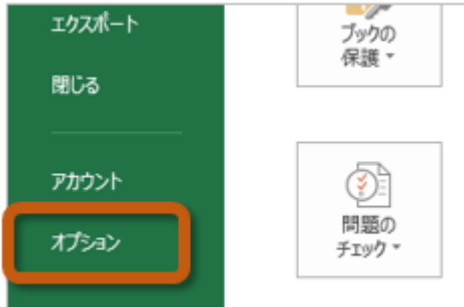 エクスポート
閉じる
アカウント
オプション
ブックの
保護
問題の
チェック